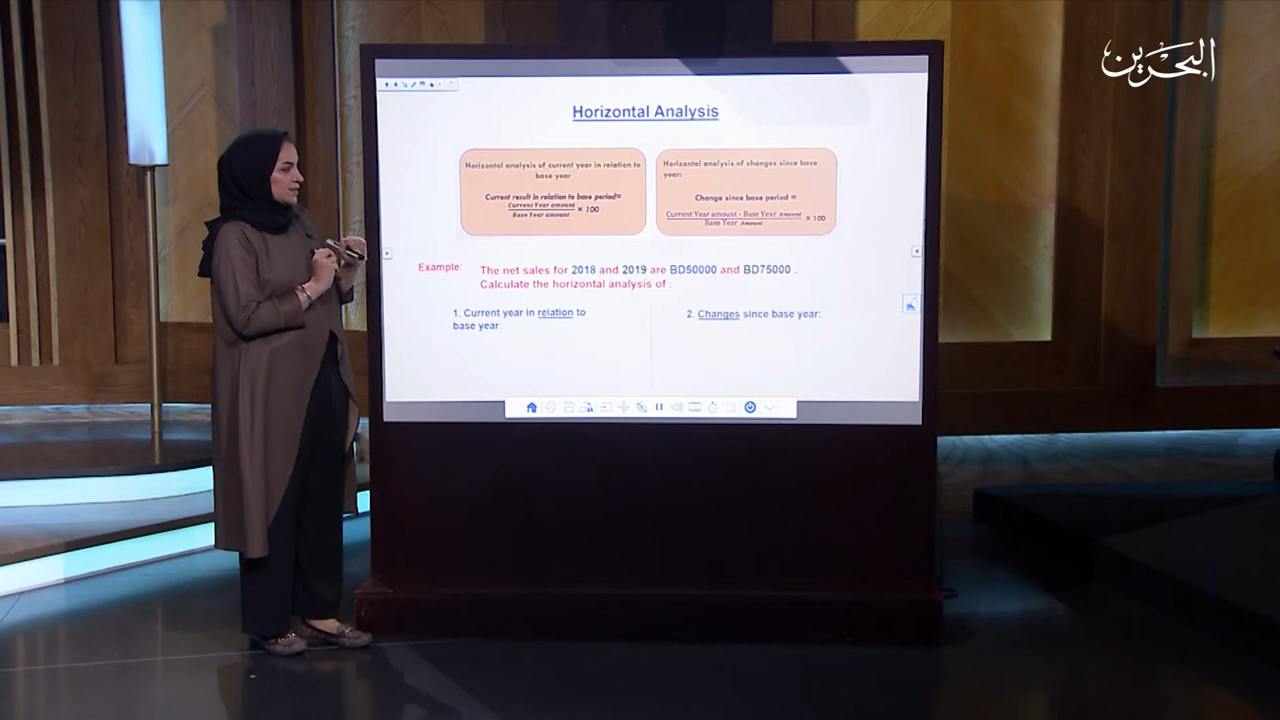 البحرين
Horizontal Analysis
Horizontal analysis of current year in relation to
base year
Current result in relation to base period=
Current Year amount
Base Year amount
× 100
Horizontal analysis of changes since base
year:
Change since base period =
Current Year amount - Base Year Amount
Base Year Amount
× 100
Example:
The net sales for 2018 and 2019 are BD50000 and BD75000 .
Calculate the horizontal analysis of :
1. Current year in relation to
base year:
2. Changes since base year: